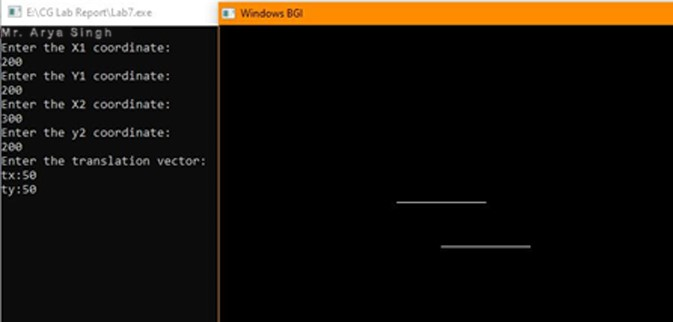 E:\CG Lab Report\Lab7.exe
Windows BGI
Mr. Arya Singh
Enter the X1 coordinate:
200
Enter the Y1 coordinate:
200
Enter the X2 coordinate:
300
Enter the y2 coordinate:
200
Enter the translation vector:
tx:50
ty:50